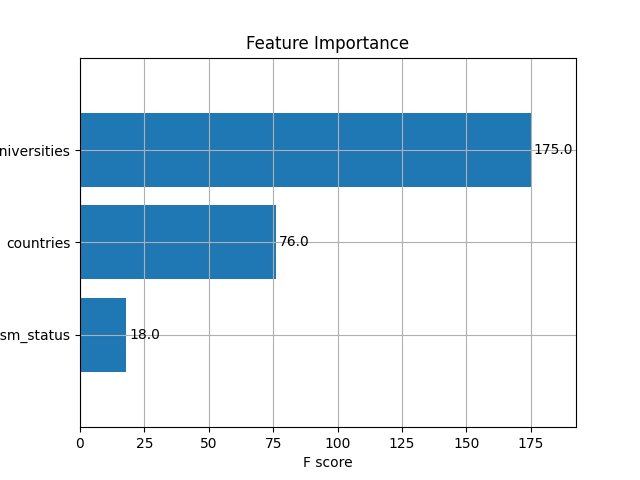 Feature Importance
niversities
175.0
countries
76.0
sm_status
18.0
0 25 50 75 100 125 150 175
F score